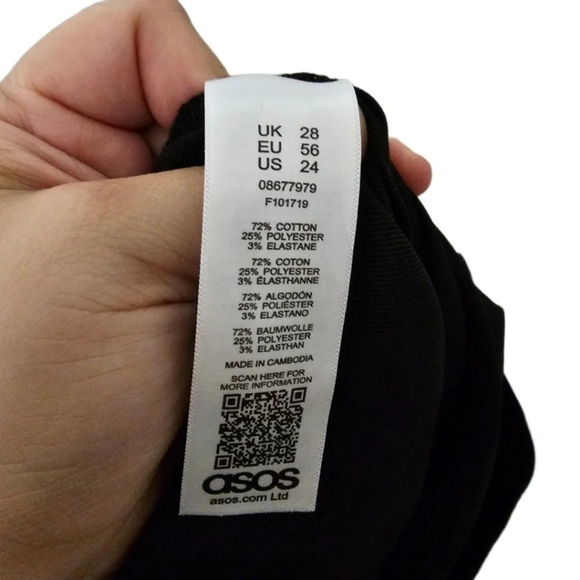 UK 28
EU 56
US 24
08677979
F101719
72% COTTON
25% POLYESTER
3% ELASTANE
72% COTON
25% POLYESTER
3% ÉLASTHANNE
72% ALGODÓN
25% POLIÉSTER
3% ELASTANO
72% BAUMWOLLE
25% POLYESTER
3% ELASTHAN
MADE IN CAMBODIA
SCAN HERE FOR
MORE INFORMATION
asos
asos.com Ltd